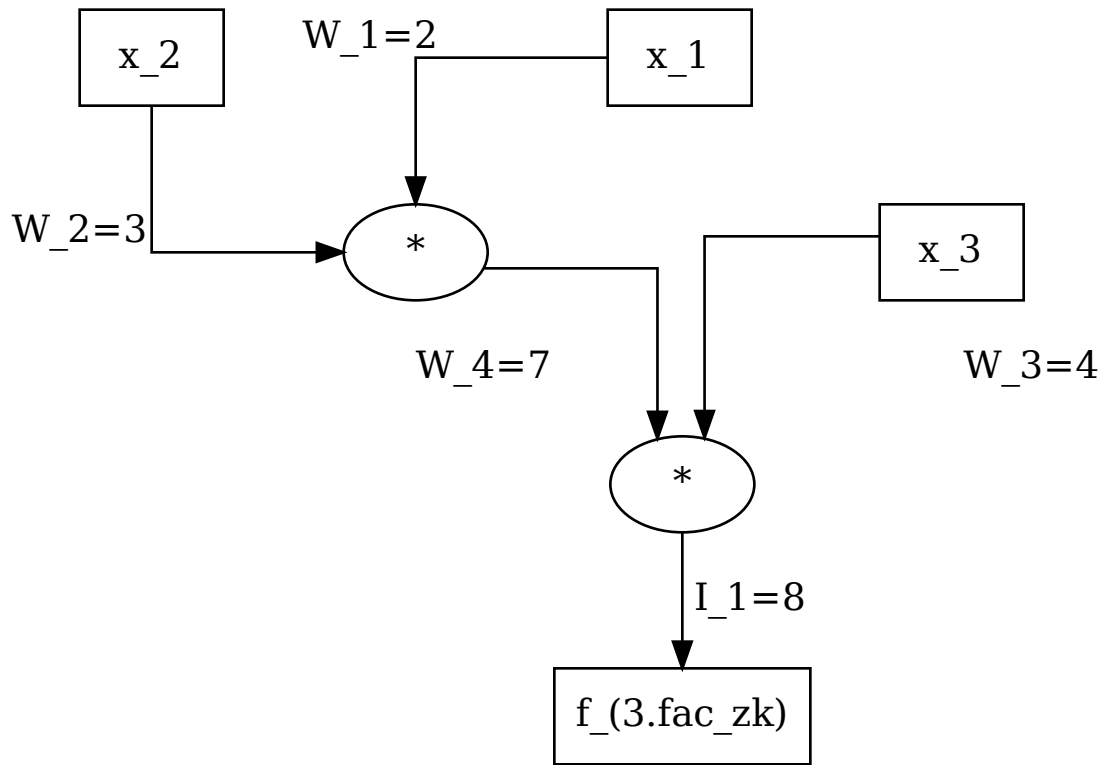 x_2
W_1=2
x_1
W_2=3
*
x_3
W_4=7
W_3=4
*
I_1=8
f_(3.fac_zk)